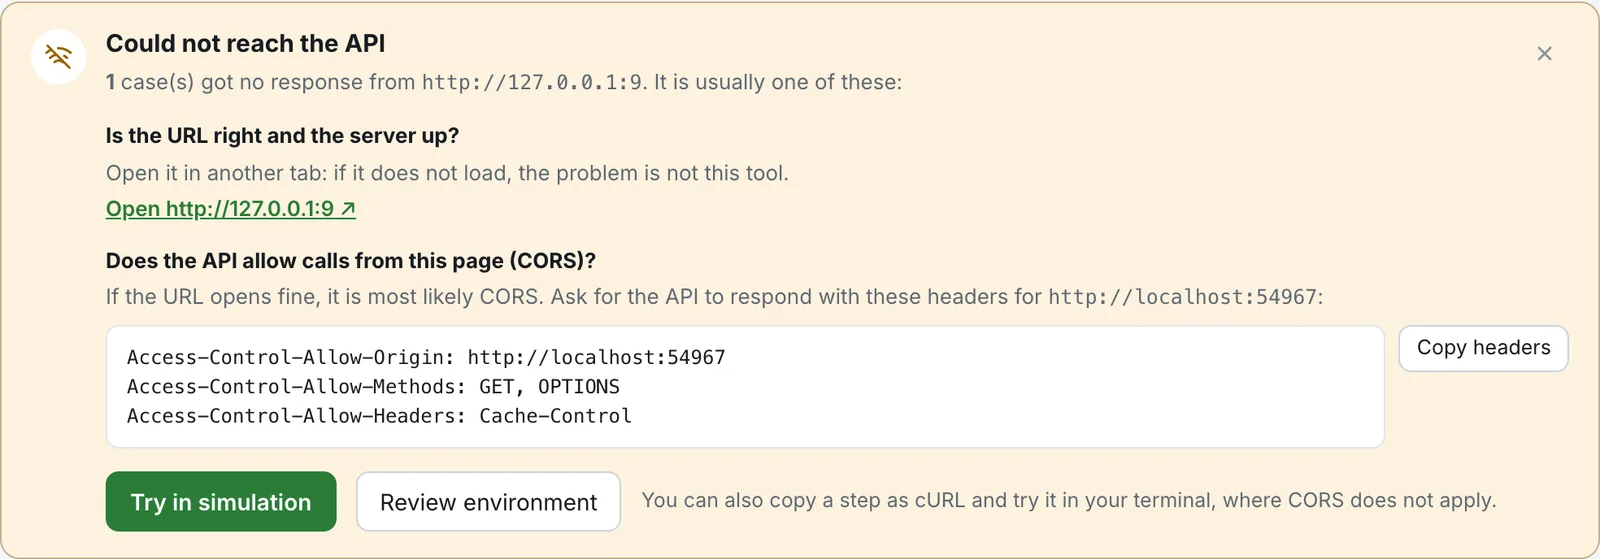 Could not reach the API
1 case(s) got no response from http://127.0.0.1:9. It is usually one of these:
Is the URL right and the server up?
Open it in another tab: if it does not load, the problem is not this tool.
Open http://127.0.0.1:9 ↗
Does the API allow calls from this page (CORS)?
If the URL opens fine, it is most likely CORS. Ask for the API to respond with these headers for http://localhost:54967:
Access-Control-Allow-Origin: http://localhost:54967
Access-Control-Allow-Methods: GET, OPTIONS
Access-Control-Allow-Headers: Cache-Control
Copy headers
Try in simulation
Review environment
You can also copy a step as cURL and try it in your terminal, where CORS does not apply.